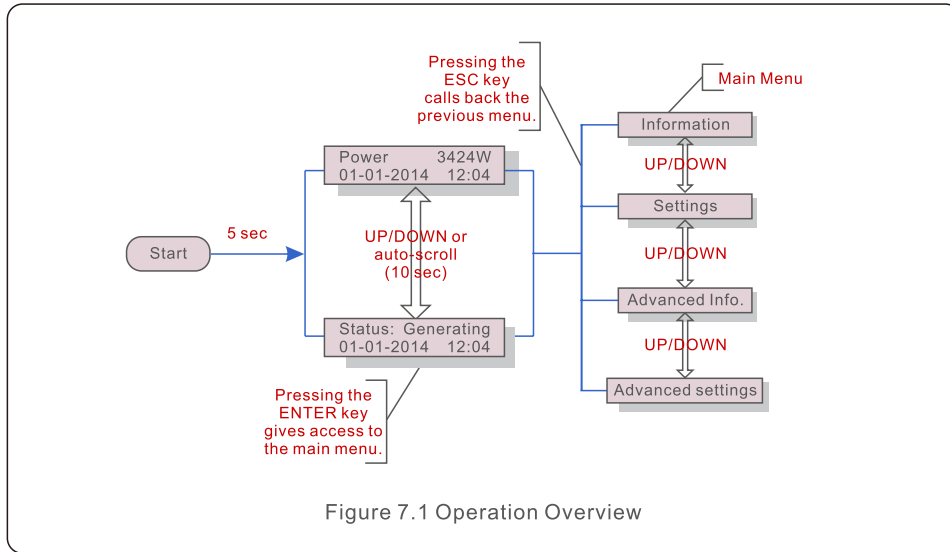 Pressing the
ESC key
calls back the
previous menu.
Main Menu
Information
UP/DOWN
Settings
UP/DOWN
Advanced Info.
UP/DOWN
Advanced settings
Power 3424W
01-01-2014 12:04
Start
5 sec
UP/DOWN or
auto-scroll
(10 sec)
Status: Generating
01-01-2014 12:04
Pressing the
ENTER key
gives access to
the main menu.
Figure 7.1 Operation Overview